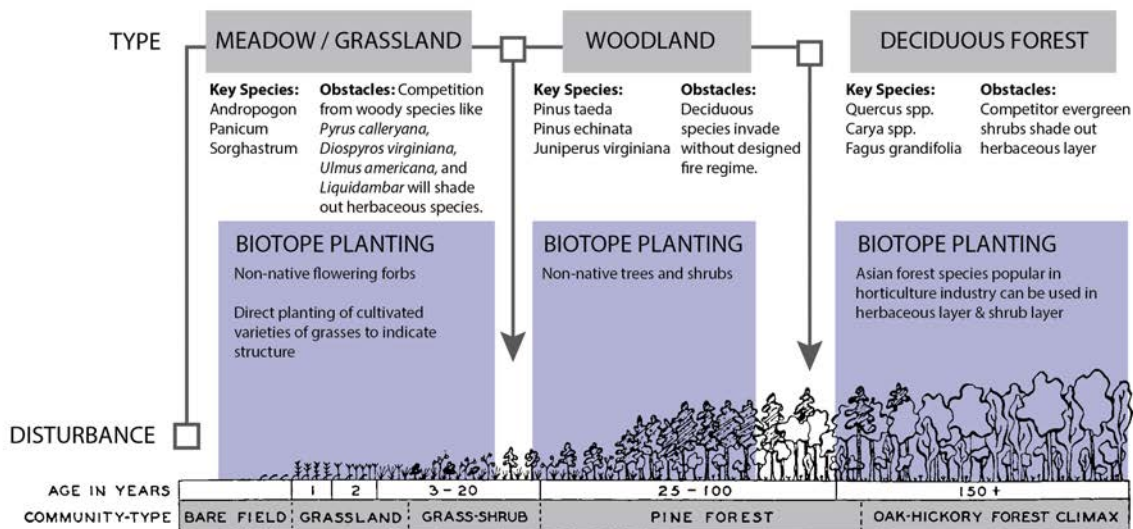 TYPE
MEADOW / GRASSLAND
WOODLAND
DECIDUOUS FOREST
Key Species:
Andropogon
Panicum
Sorghastrum
Obstacles: Competition
from woody species like
Pyrus calleryana,
Diospyros virginiana,
Ulmus americana, and
Liquidambar will shade
out herbaceous species.
Key Species:
Pinus taeda
Pinus echinata
Juniperus virginiana
Obstacles:
Deciduous
species invade
without designed
fire regime.
Key Species:
Quercus spp.
Carya spp.
Fagus grandifolia
Obstacles:
Competitor evergreen
shrubs shade out
herbaceous layer
BIOTOPE PLANTING
Non-native flowering forbs
Direct planting of cultivated
varieties of grasses to indicate
structure
BIOTOPE PLANTING
Non-native trees and shrubs
BIOTOPE PLANTING
Asian forest species popular in
horticulture industry can be used in
herbaceous layer & shrub layer
DISTURBANCE
AGE IN YEARS
1
2
3-20
25-100
150+
COMMUNITY-TYPE
BARE FIELD
GRASSLAND
GRASS-SHRUB
PINE FOREST
OAK-HICKORY FOREST CLIMAX